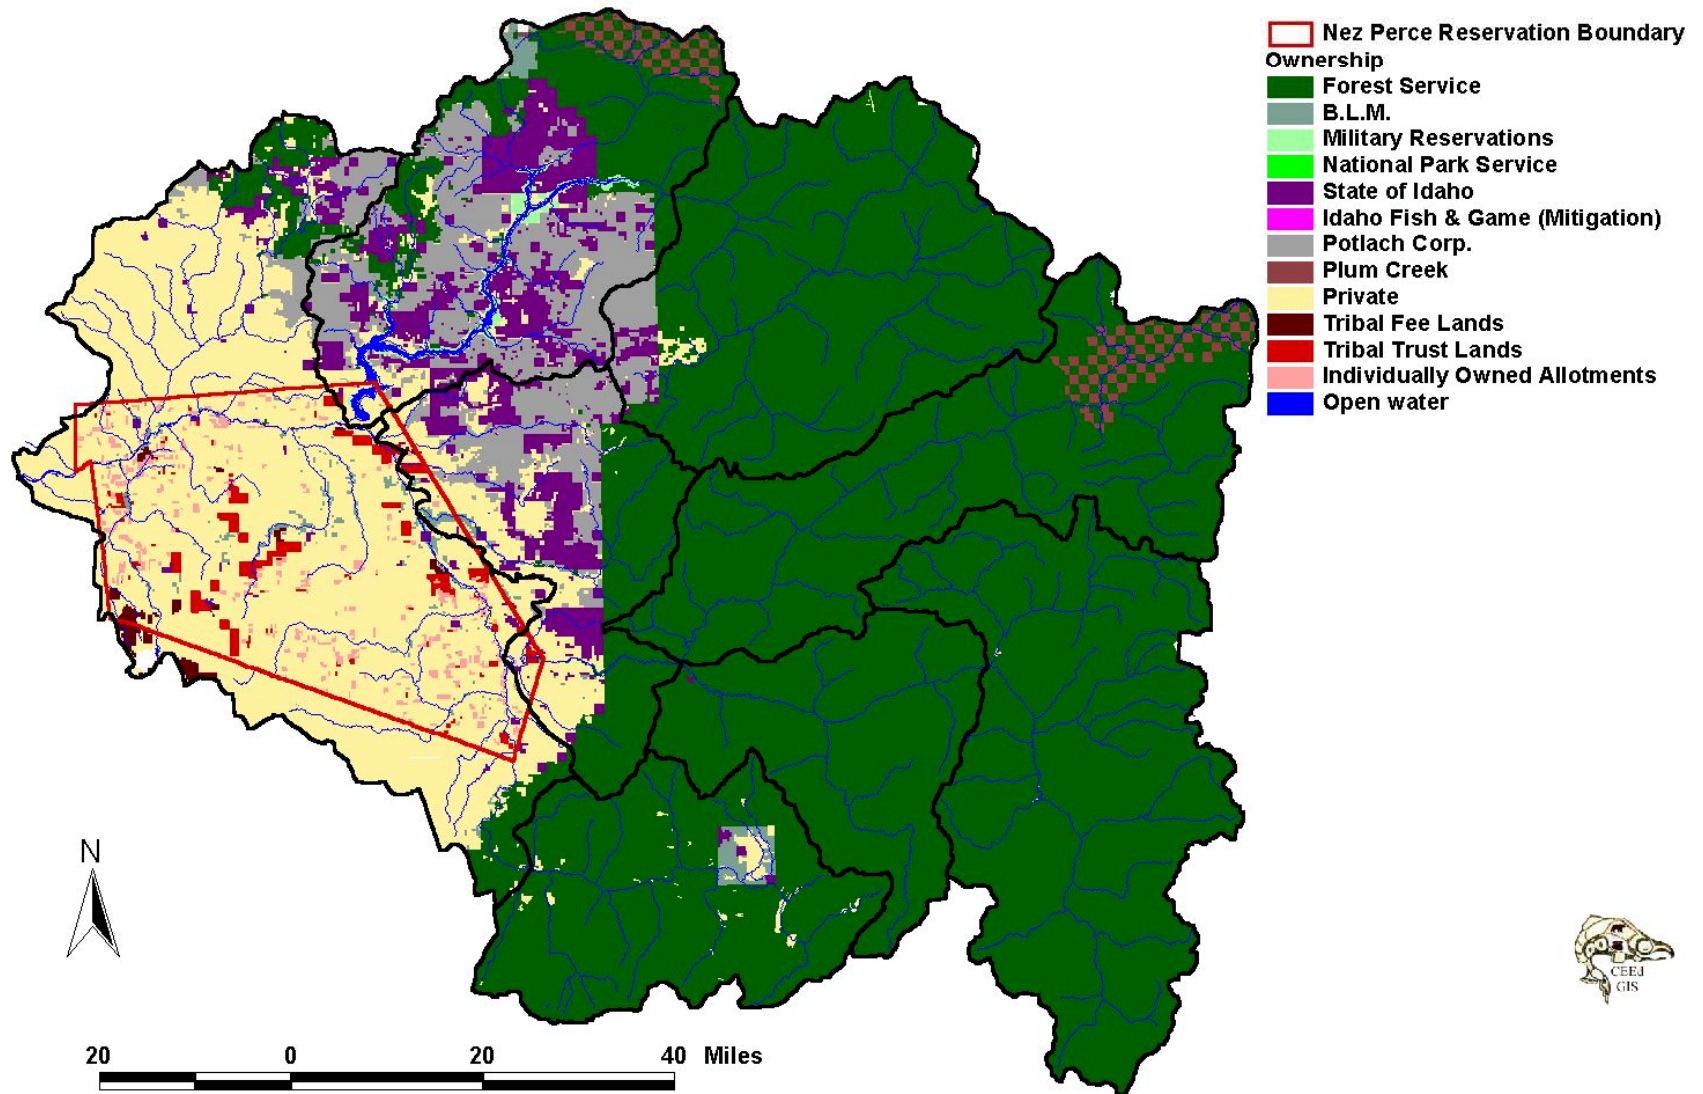 Nez Perce Reservation Boundary
Ownership
Forest Service
B.L.M.
Military Reservations
National Park Service
State of Idaho
Idaho Fish & Game (Mitigation)
Potlach Corp.
Plum Creek
Private
Tribal Fee Lands
Tribal Trust Lands
Individually Owned Allotments
Open water
N
CEEd
GIS
20 0 20 40 Miles